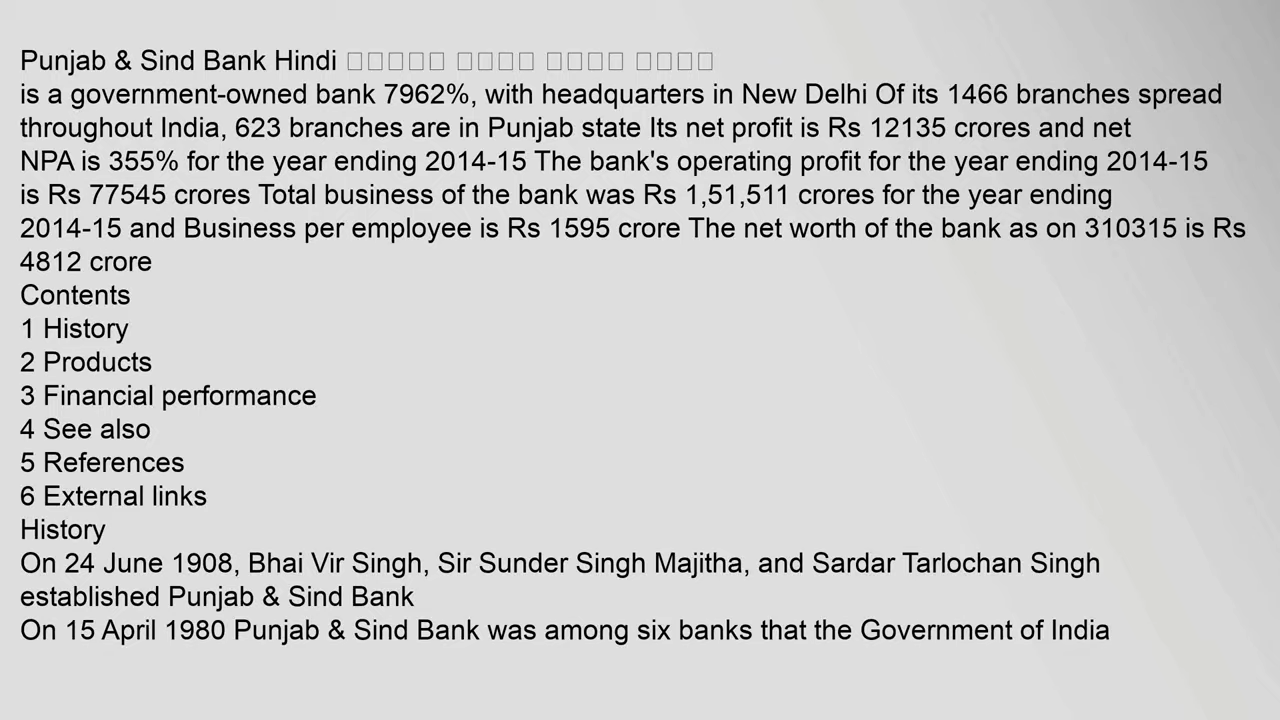 Punjab & Sind Bank Hindi
is a government-owned bank 7962%, with headquarters in New Delhi Of its 1466 branches spread
throughout India, 623 branches are in Punjab state Its net profit is Rs 12135 crores and net
NPA is 355% for the year ending 2014-15 The bank's operating profit for the year ending 2014-15
is Rs 77545 crores Total business of the bank was Rs 1,51,511 crores for the year ending
2014-15 and Business per employee is Rs 1595 crore The net worth of the bank as on 310315 is Rs
4812 crore
Contents
1 History
2 Products
3 Financial performance
4 See also
5 References
6 External links
History
On 24 June 1908, Bhai Vir Singh, Sir Sunder Singh Majitha, and Sardar Tarlochan Singh
established Punjab & Sind Bank
On 15 April 1980 Punjab & Sind Bank was among six banks that the Government of India